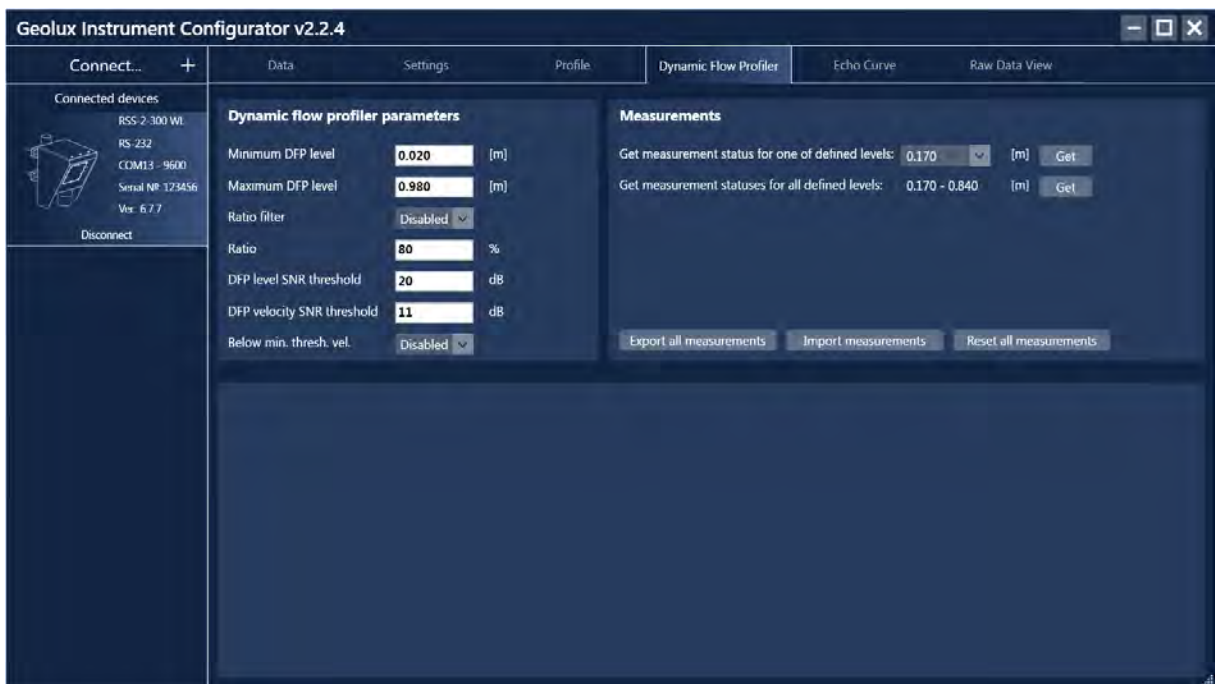 Geolux Instrument Configurator v2.2.4
Connect... +
Data Settings Profile Dynamic Flow Profiler Echo Curve Raw Data View
Connected devices
RSS-2-300 WL
RS-232
COM13 - 9600
Serial № 123456
Ver. 6.7.7
Disconnect
Dynamic flow profiler parameters
Minimum DFP level 0.020 [m]
Maximum DFP level 0.980 [m]
Ratio filter Disabled
Ratio 80 %
DFP level SNR threshold 20 dB
DFP velocity SNR threshold 11 dB
Below min. thresh. vel. Disabled
Measurements
Get measurement status for one of defined levels: 0.170 [m] Get
Get measurement statuses for all defined levels: 0.170 - 0.840 [m] Get
Export all measurements Import measurements Reset all measurements